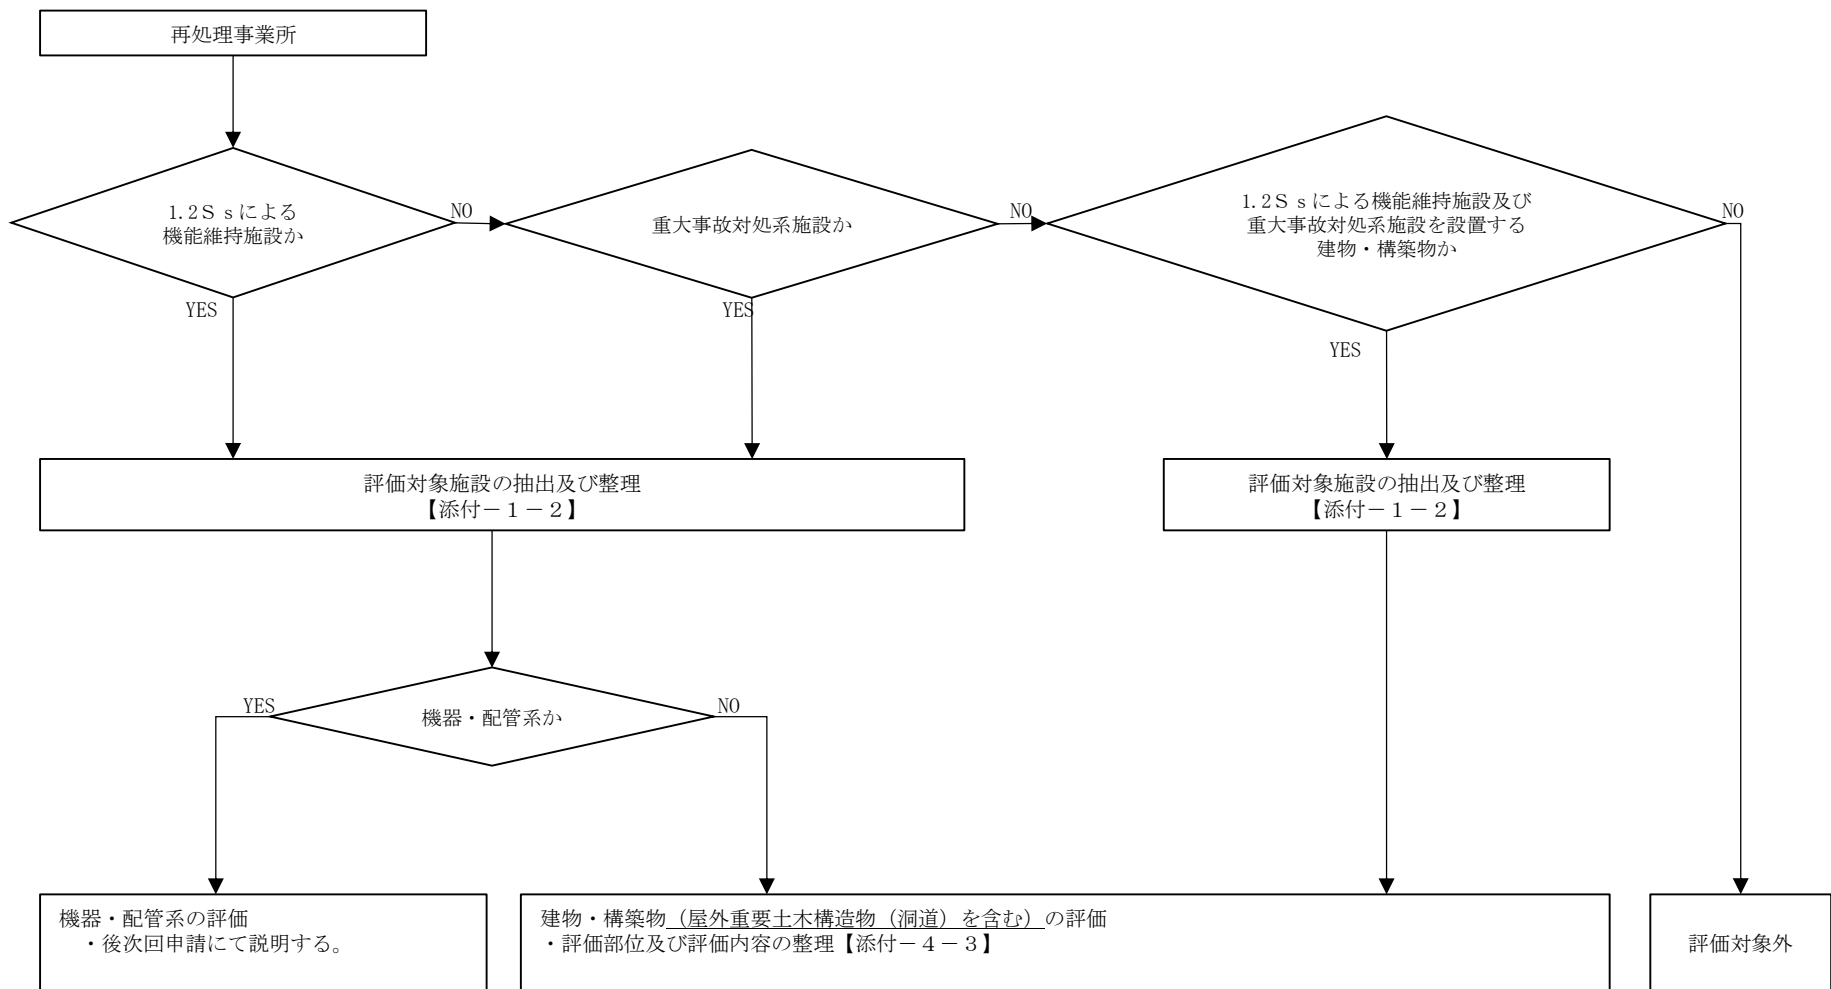 再処理事業所
1.2Ｓｓによる
機能維持施設か
NO
重大事故対処系施設か
NO
1.2Ｓｓによる機能維持施設及び
重大事故対処系施設を設置する
建物・構築物か
NO
YES
YES
YES
評価対象施設の抽出及び整理
【添付－１－２】
評価対象施設の抽出及び整理
【添付－１－２】
YES
機器・配管系か
NO
機器・配管系の評価
・後次回申請にて説明する。
建物・構築物（屋外重要土木構造物（洞道）を含む）の評価
・評価部位及び評価内容の整理【添付－４－３】
評価対象外